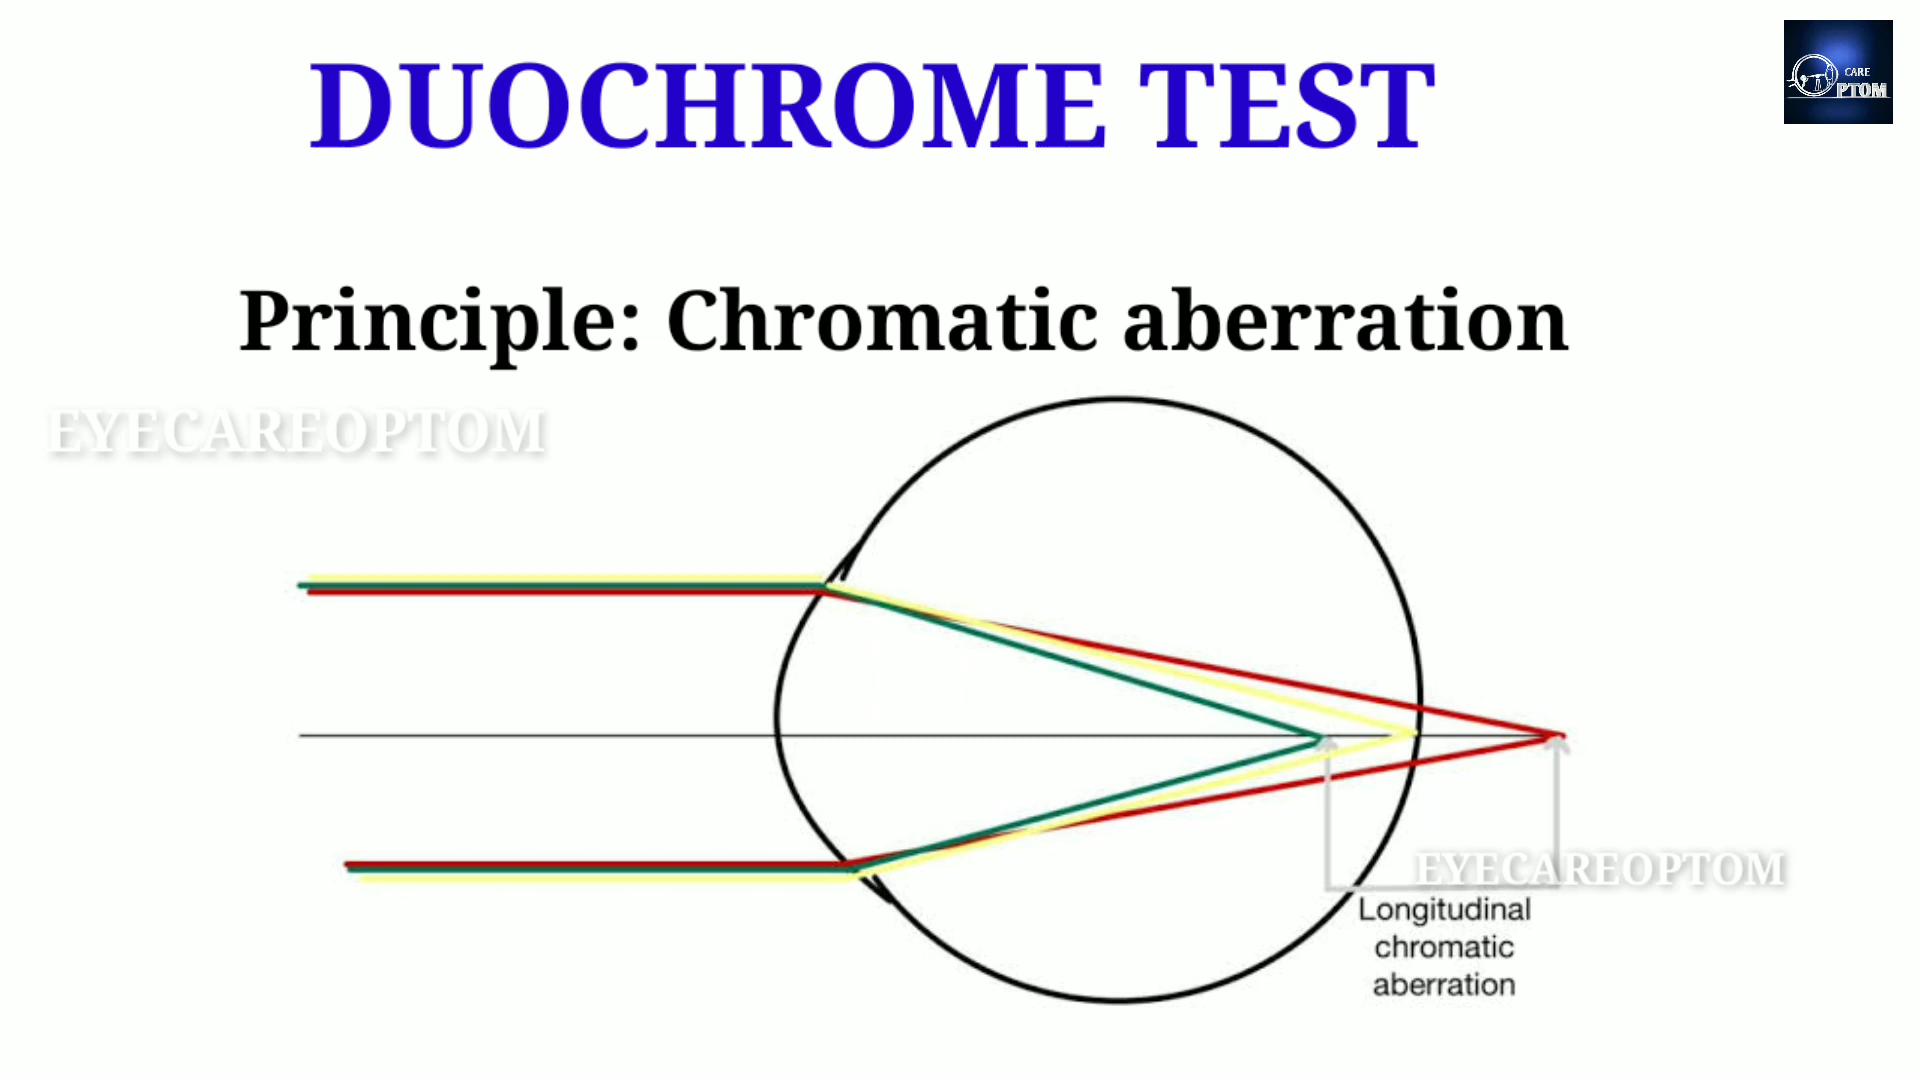 DUOCHROME TEST
CARE
PTOM
Principle: Chromatic aberration
EYECAREOPTOM
EYECAREOPTOM
Longitudinal
chromatic
aberration